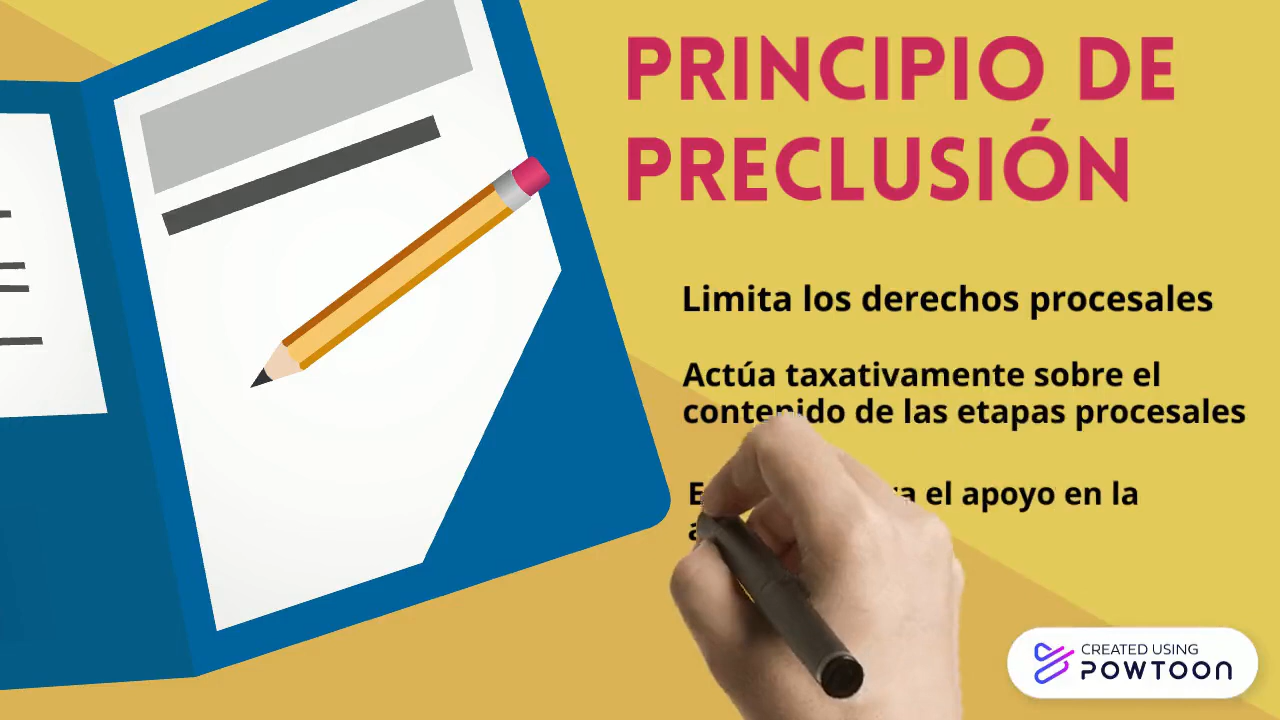 PRINCIPIO DE
PRECLUSIÓN
Limita los derechos procesales
Actúa taxativamente sobre el
contenido de las etapas procesales
el apoyo en la
CREATED USING
POWTOON